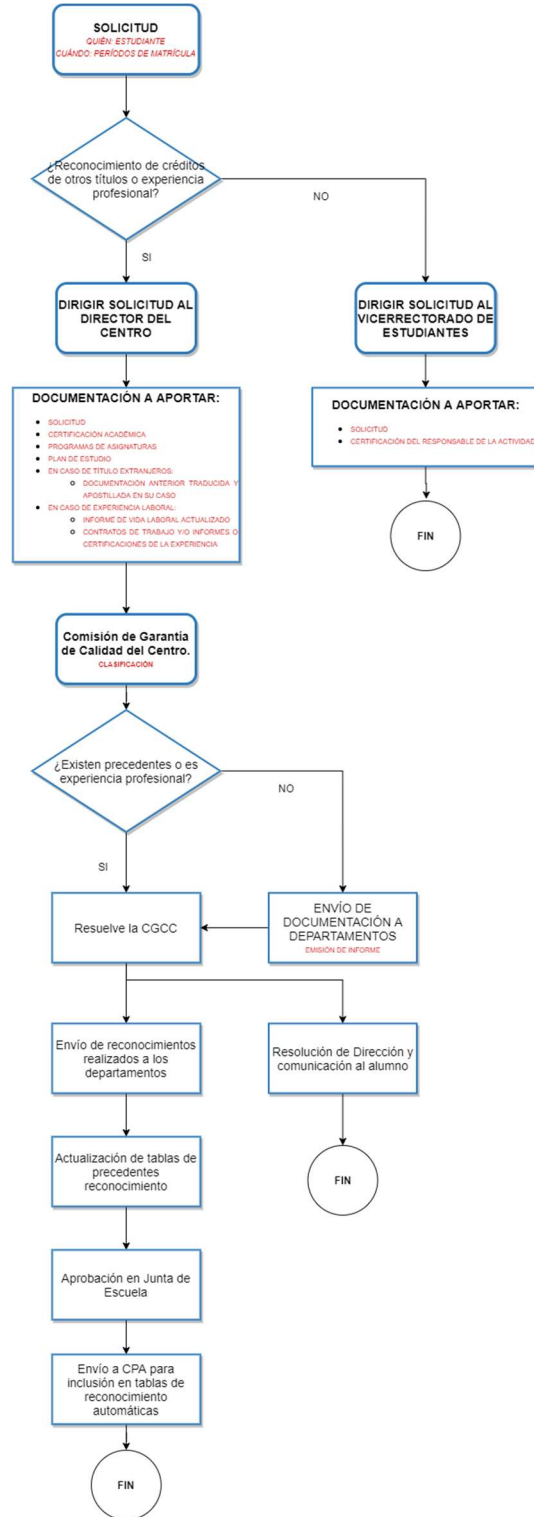 SOLICITUD
QUIÉN: ESTUDIANTE
CUÁNDO: PERÍODOS DE MATRÍCULA
¿Reconocimiento de créditos
de otros títulos o experiencia
profesional?
NO
SI
DIRIGIR SOLICITUD AL
DIRECTOR DEL
CENTRO
DIRIGIR SOLICITUD AL
VICERRECTORADO DE
ESTUDIANTES
DOCUMENTACIÓN A APORTAR:
• SOLICITUD
• CERTIFICACIÓN ACADÉMICA
• PROGRAMAS DE ASIGNATURAS
• PLAN DE ESTUDIO
• EN CASO DE TÍTULO EXTRANJEROS:
o DOCUMENTACIÓN ANTERIOR TRADUCIDA Y
APOSTILLADA EN SU CASO
• EN CASO DE EXPERIENCIA LABORAL:
o INFORME DE VIDA LABORAL ACTUALIZADO
o CONTRATOS DE TRABAJO Y/O INFORMES O
CERTIFICACIONES DE LA EXPERIENCIA
DOCUMENTACIÓN A APORTAR:
• SOLICITUD
• CERTIFICACIÓN DEL RESPONSABLE DE LA ACTIVIDAD
FIN
Comisión de Garantía
de Calidad del Centro.
CLASIFICACIÓN
¿Existen precedentes o es
experiencia profesional?
NO
SI
Resuelve la CGCC
ENVÍO DE
DOCUMENTACIÓN A
DEPARTAMENTOS
EMISIÓN DE INFORME
Envío de reconocimientos
realizados a los
departamentos
Resolución de Dirección y
comunicación al alumno
FIN
Actualización de tablas de
precedentes
reconocimiento
Aprobación en Junta de
Escuela
Envío a CPA para
inclusión en tablas de
reconocimiento
automáticas
FIN